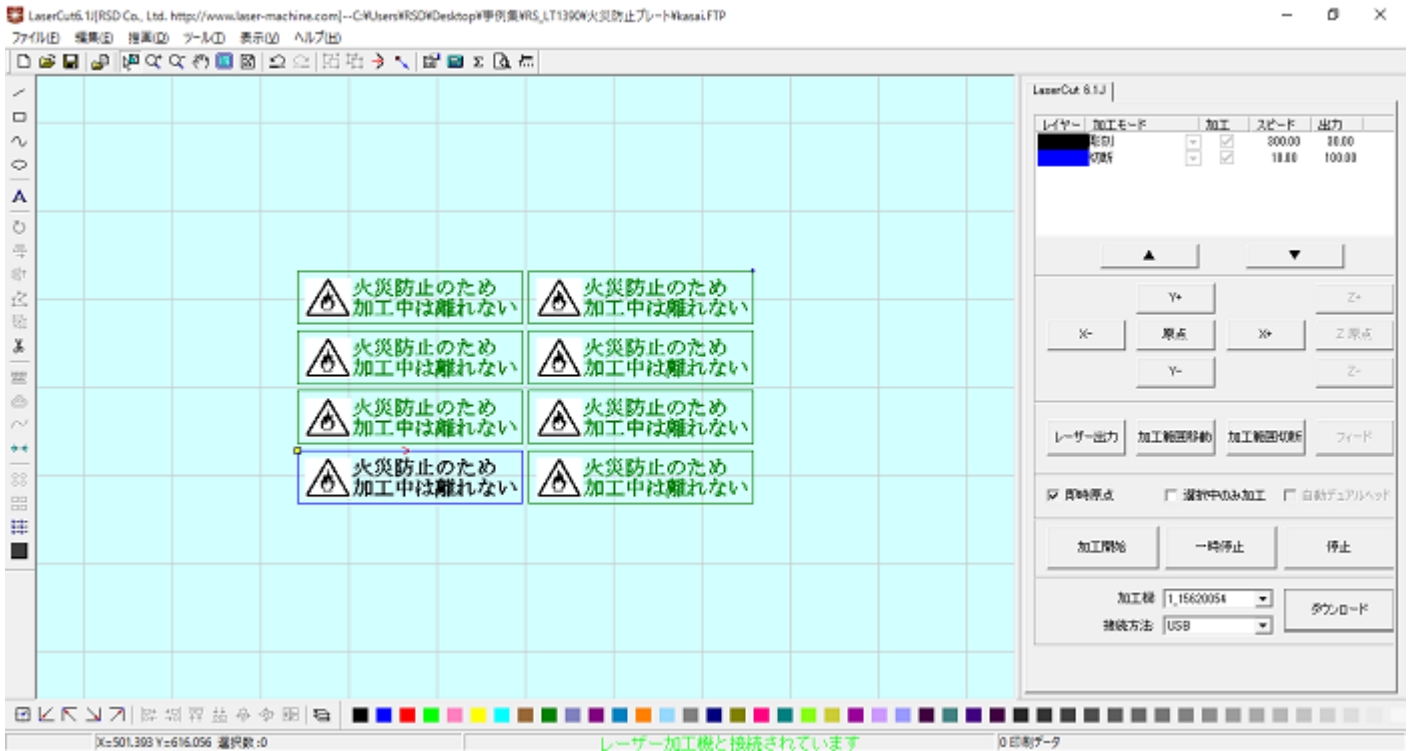 LaserCut6.1J[RSD Co., Ltd. http://www.laser-machine.com]--C:¥Users¥RSD¥Desktop¥事例集¥RS_LT1390¥火災防止プレート¥kasai.FTP
ファイル(F) 編集(E) 描画(D) ツール(T) 表示(V) ヘルプ(H)
LaserCut 6.1J
レイヤー 加工モード 加工 スピード 出力
彫刻 300.00 30.00
切断 100.00
火災防止のため 火災防止のため
加工中は離れない 加工中は離れない
火災防止のため 火災防止のため
加工中は離れない 加工中は離れない
火災防止のため 火災防止のため
加工中は離れない 加工中は離れない
火災防止のため 火災防止のため
加工中は離れない 加工中は離れない
Y+ Z+
X- 原点 X+ Z 原点
Y- Z-
レーザー出力 加工範囲移動 加工範囲切断 フィード
即時原点 選択中のみ加工 自動デュアルヘッド
加工開始 一時停止 停止
加工機 1_15620054 ダウンロード
接続方法 USB
X=501.393 Y=616.056 選択数:0 レーザー加工機と接続されています 0 印刷データ